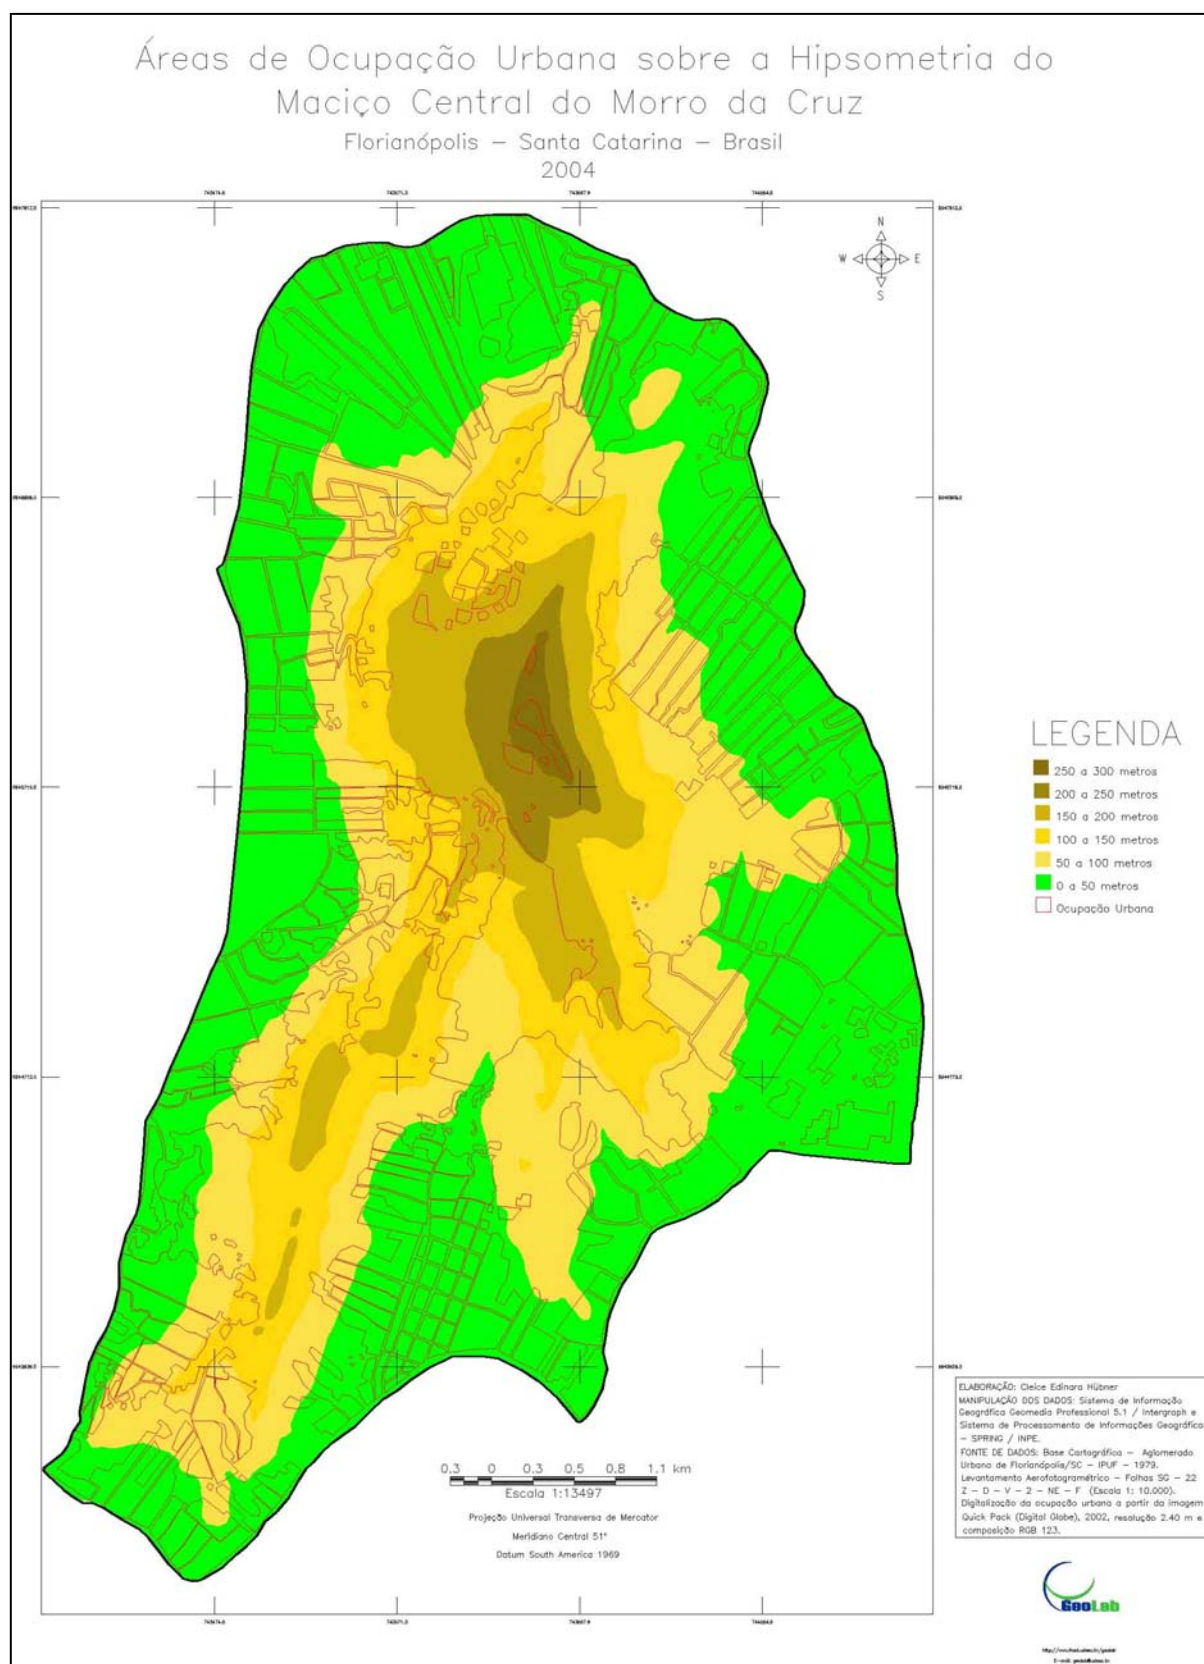 Áreas de Ocupação Urbana sobre a Hipsometria do
Maciço Central do Morro da Cruz
Florianópolis – Santa Catarina – Brasil
2004
N
W E
S
LEGENDA
250 a 300 metros
200 a 250 metros
150 a 200 metros
100 a 150 metros
50 a 100 metros
0 a 50 metros
Ocupação Urbana
ELABORAÇÃO: Cleice Edinara Hübner
MANIPULAÇÃO DOS DADOS: Sistema de Informação
Geográfica Geomedia Professional 5.1 / Intergraph e
Sistema de Processamento de Informações Geográfica
– SPRING / INPE.
FONTE DE DADOS: Base Cartográfica – Aglomerado
Urbano de Florianópolis/SC – IPUF – 1979.
Levantamento Aerofotogramétrico – Folhas SG – 22
Z – D – V – 2 – NE – F (Escala 1: 10.000).
Digitalização da ocupação urbana a partir da imagem
Quick Pack (Digital Globe), 2002, resolução 2.40 m e
composição RGB 123.
0.3 0 0.3 0.5 0.8 1.1 km
Escala 1:13497
Projeção Universal Transversa de Mercator
Meridiano Central 51°
Datum South America 1969
GeoLab